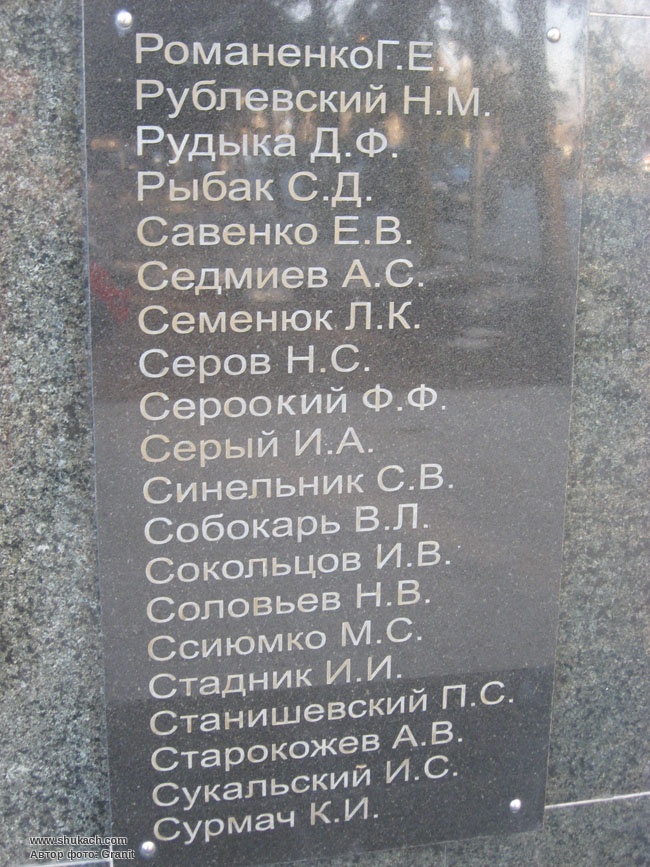 РоманенкоГ.Е.
Рублевский Н.М.
Рудыка Д.Ф.
Рыбак С.Д.
Савенко Е.В.
Седмиев А.С.
Семенюк Л.К.
Серов Н.С.
Сероокий Ф.Ф.
Серый И.А.
Синельник С.В.
Собокарь В.Л.
Сокольцов И.В.
Соловьев Н.В.
Ссиюмко М.С.
Стадник И.И.
Станишевский П.С.
Старокожев А.В.
Сукальский И.С.
Сурмач К.И.
www.shukach.com
Автор фото- Granit